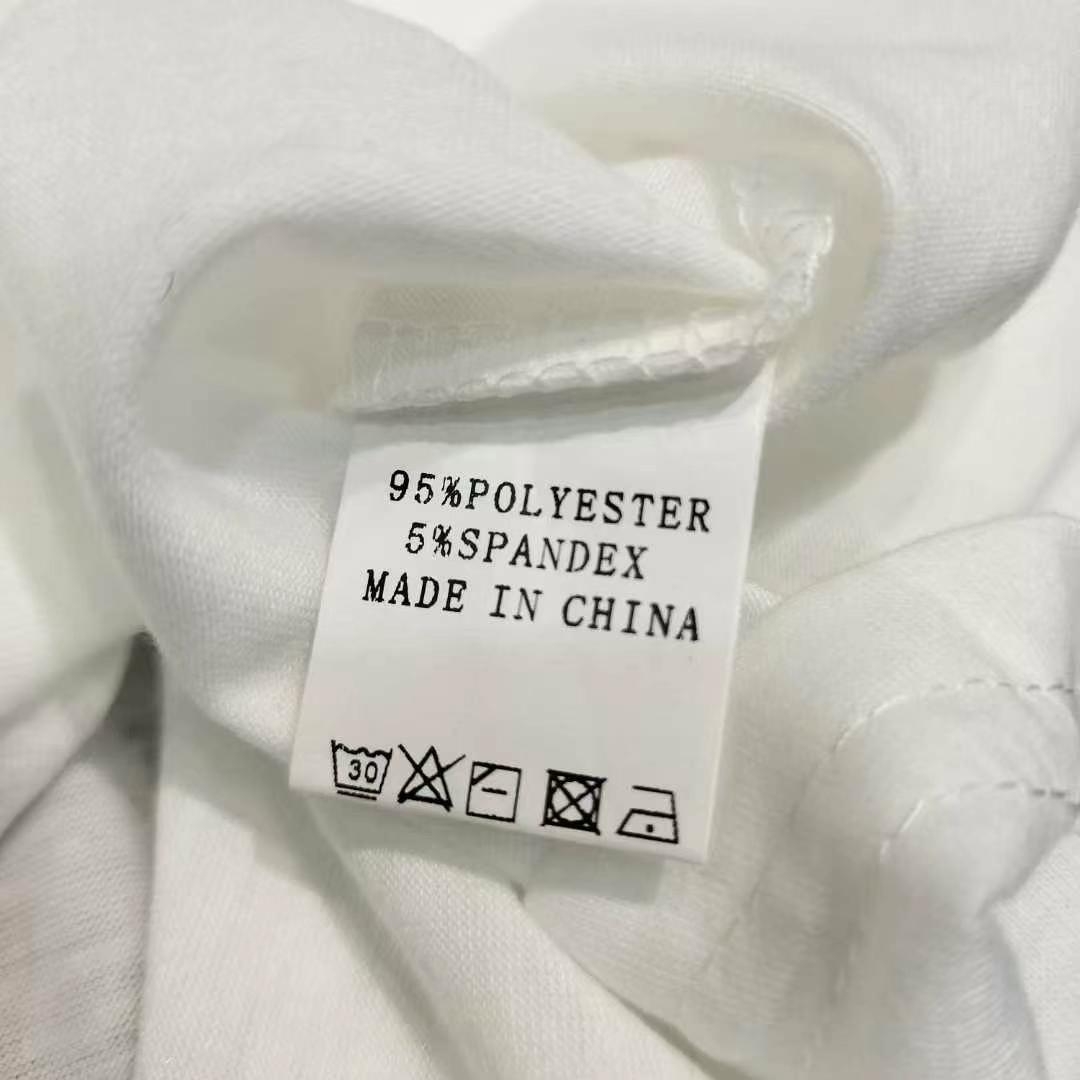 95%POLYESTER
5%SPANDEX
MADE IN CHINA
30